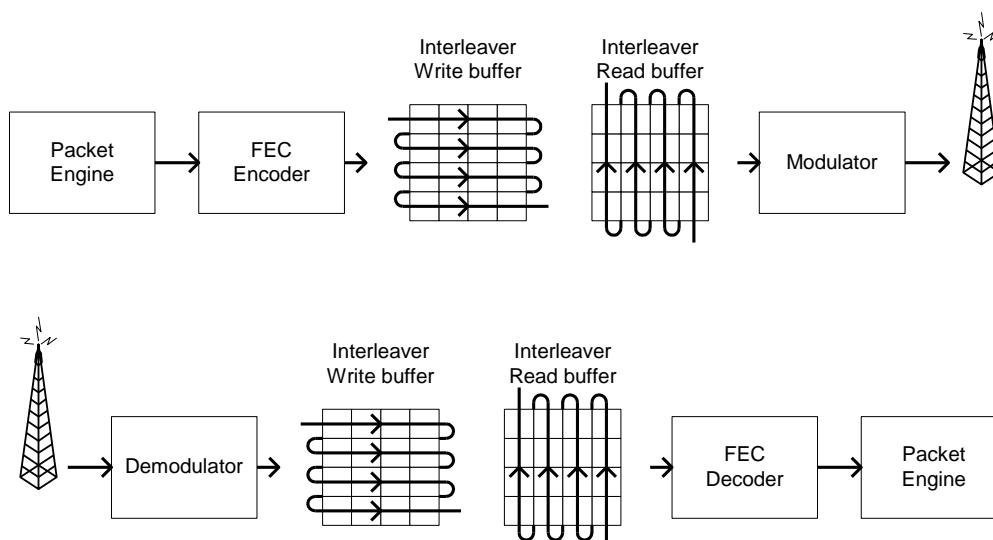 Interleaver
Write buffer
Interleaver
Read buffer
Packet
Engine
FEC
Encoder
Modulator
Interleaver
Write buffer
Interleaver
Read buffer
Demodulator
FEC
Decoder
Packet
Engine